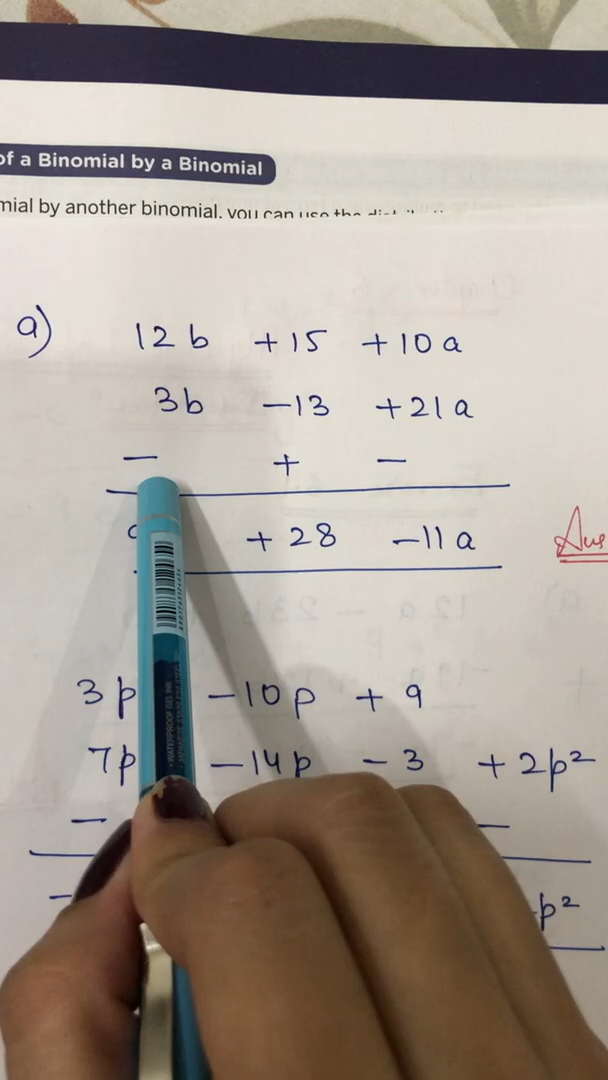 of a Binomial by a Binomial
mial by another binomial, you can use the
a) 12b +15 +10a
3b -13 +21a
- + -
+28 -11a Ans
3p -10p + 9
7p -14p - 3 + 2p²
- -
- p²